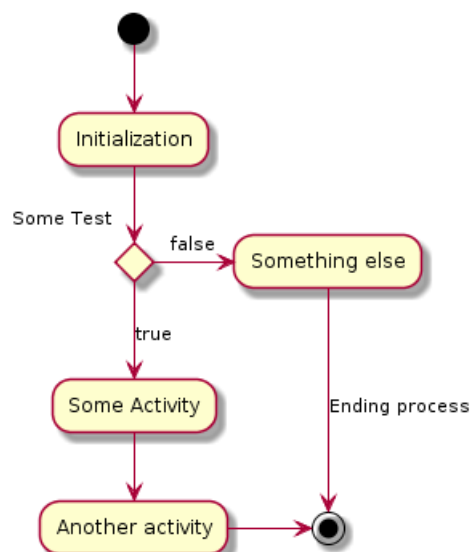 Initialization
Some Test
false
Something else
true
Some Activity
Ending process
Another activity